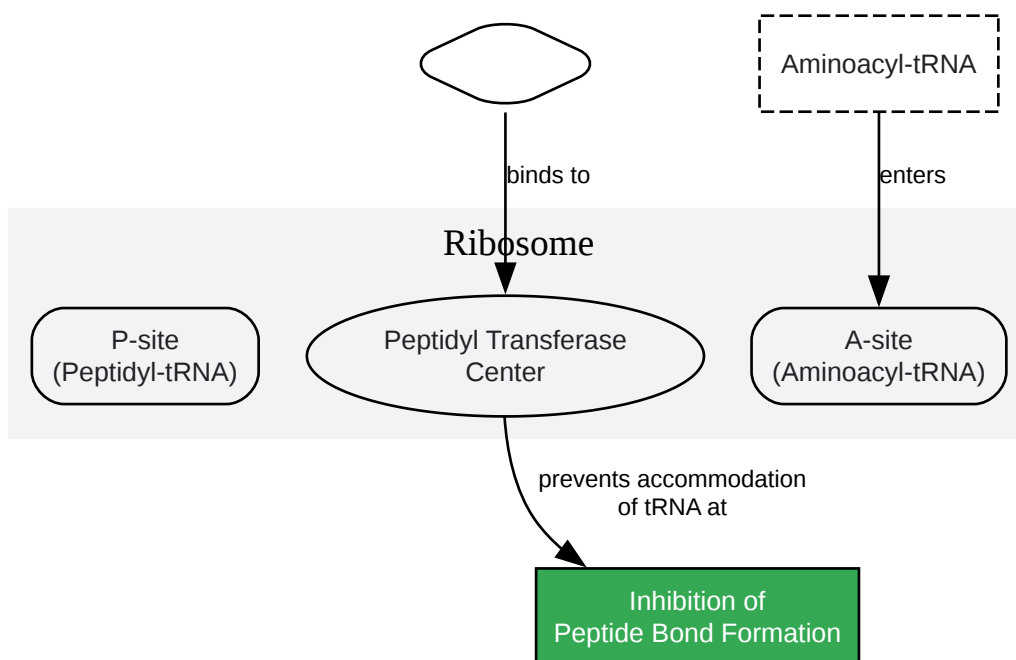 Aminoacyl-tRNA
binds to
enters
Ribosome
P-site
(Peptidyl-tRNA)
Peptidyl Transferase
Center
A-site
(Aminoacyl-tRNA)
prevents accommodation
of tRNA at
Inhibition of
Peptide Bond Formation